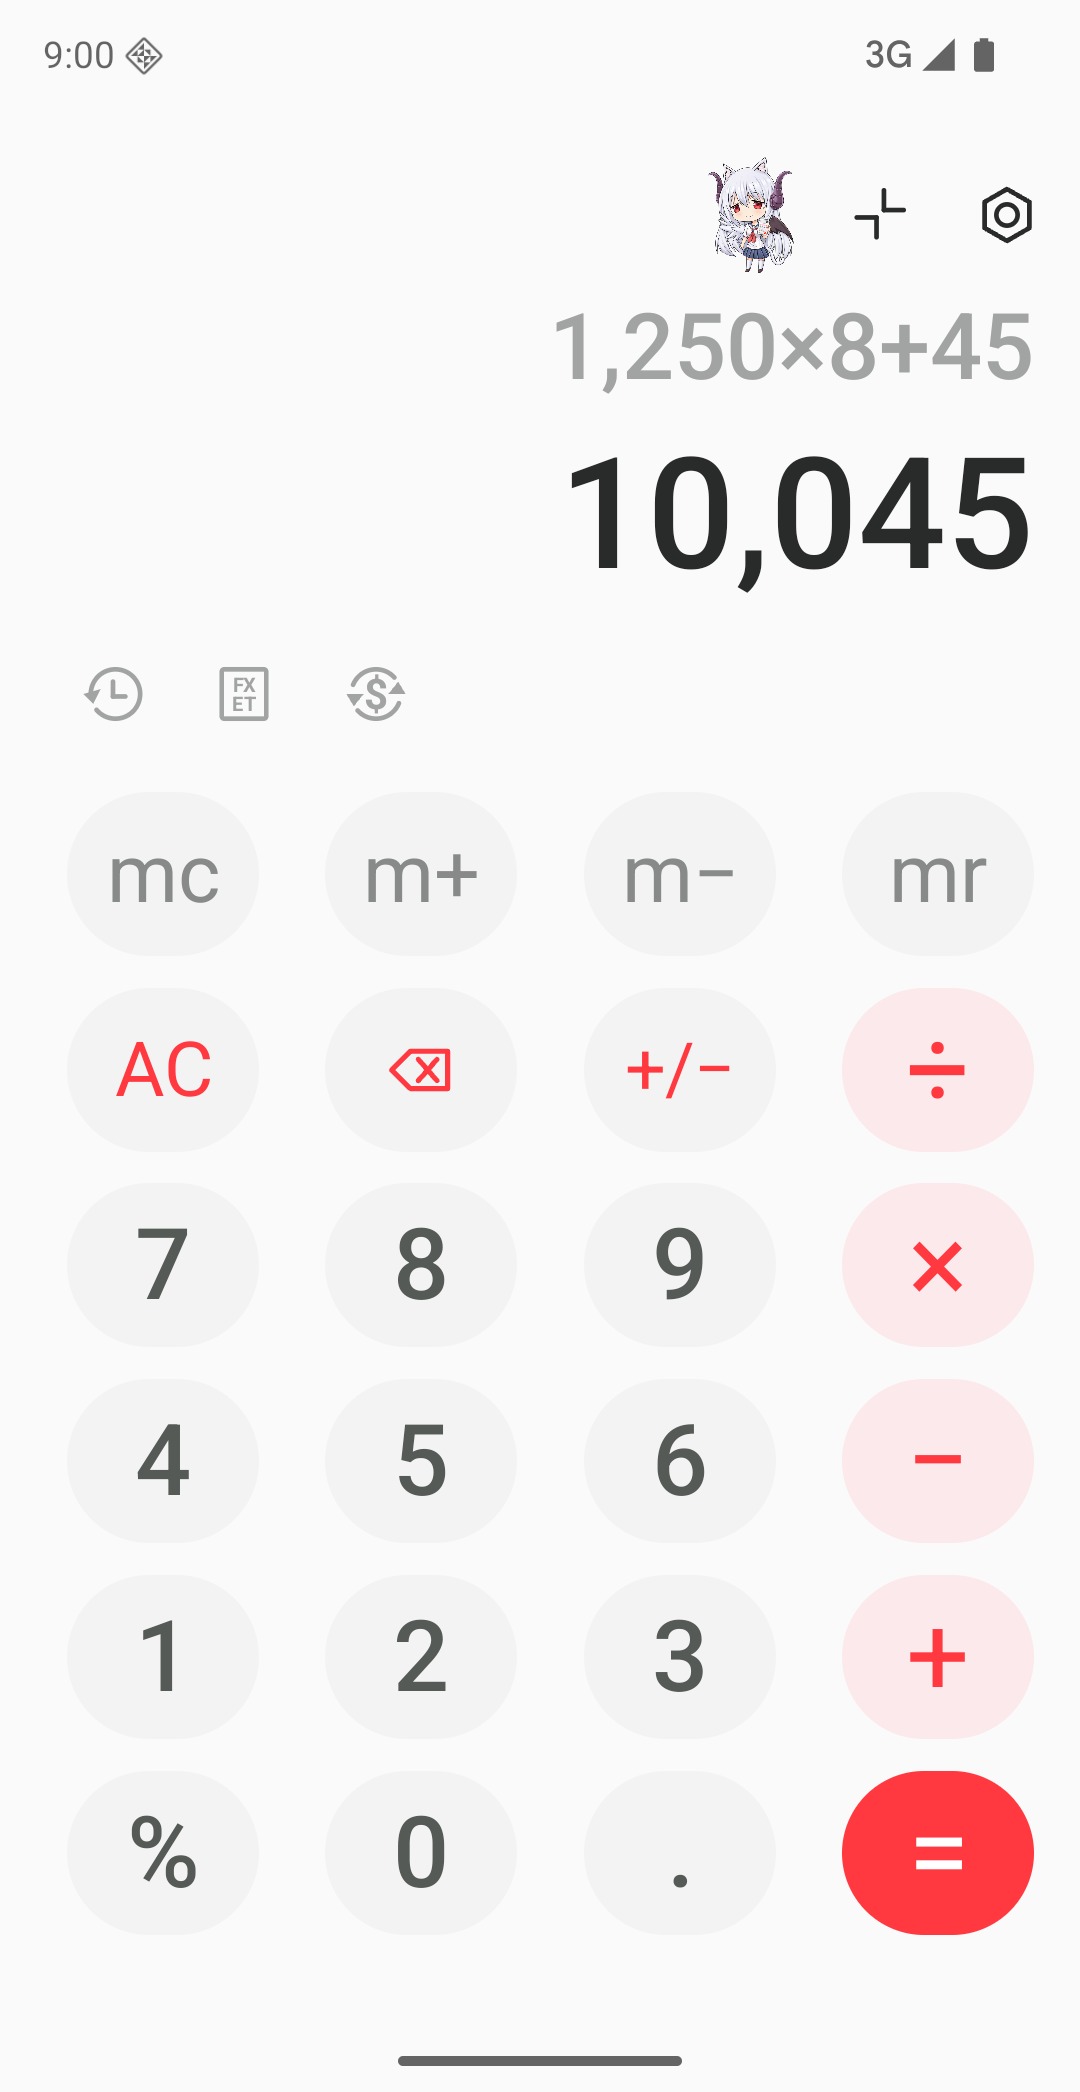 9:00 3G
1,250×8+45
10,045
FX
ET
$
mc m+ m− mr
AC +/− ÷
7 8 9 ×
4 5 6 −
1 2 3 +
% 0 . =